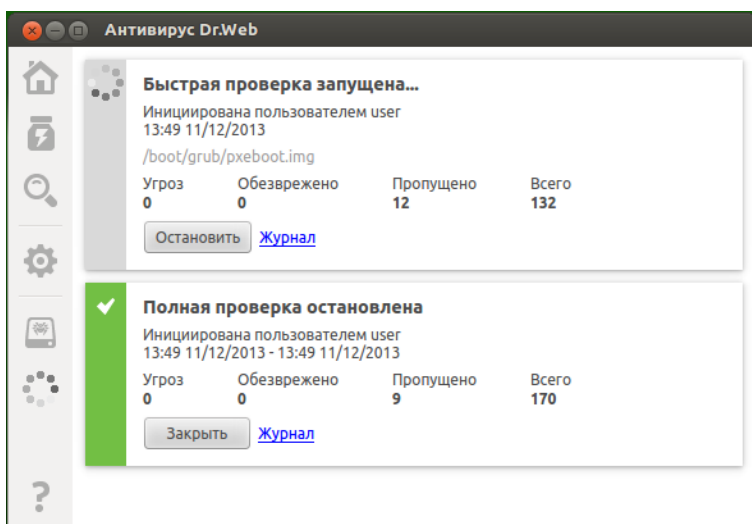 Антивирус Dr.Web
Быстрая проверка запущена...
Инициирована пользователем user
13:49 11/12/2013
/boot/grub/pxeboot.img
Угроз Обезврежено Пропущено Всего
0 0 12 132
Остановить Журнал
Полная проверка остановлена
Инициирована пользователем user
13:49 11/12/2013 - 13:49 11/12/2013
Угроз Обезврежено Пропущено Всего
0 0 9 170
Закрыть Журнал
?